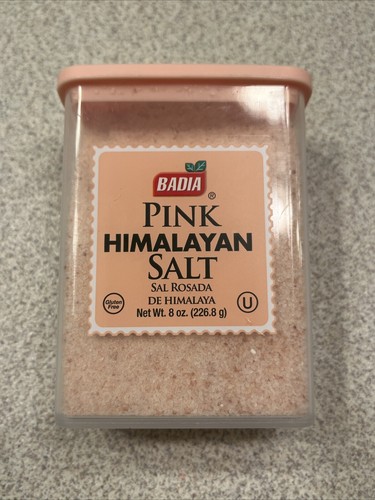 BADIA
®
PINK
HIMALAYAN
SALT
SAL ROSADA
DE HIMALAYA
Net Wt. 8 oz. (226.8 g)
Gluten
Free
U